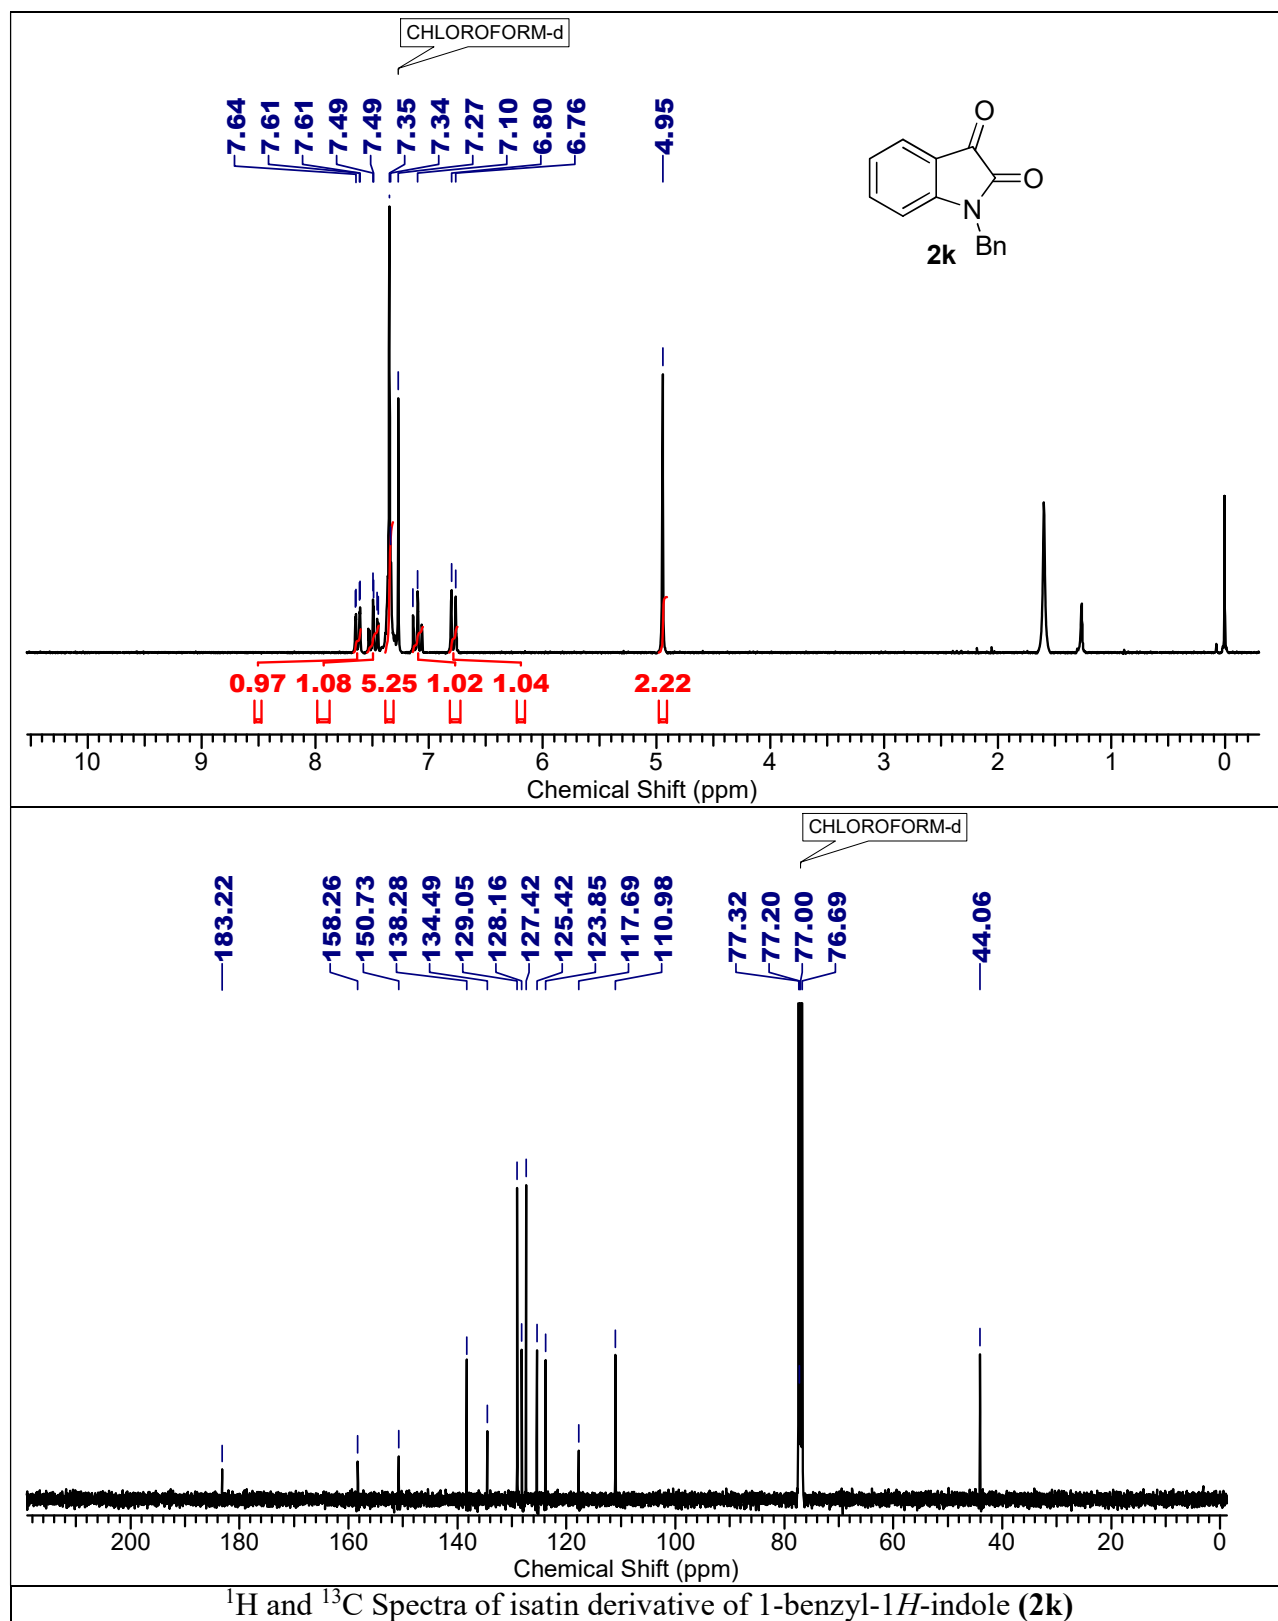 CHLOROFORM-d
7.64 7.61 7.61 7.49 7.49 7.35 7.34 7.27 7.10 6.80 6.76 4.95
O
O
N
Bn
2k
0.97 1.08 5.25 1.02 1.04 2.22
10 9 8 7 6 5 4 3 2 1 0
Chemical Shift (ppm)
CHLOROFORM-d
183.22 158.26 150.73 138.28 134.49 129.05 128.16 127.42 125.42 123.85 117.69 110.98 77.32 77.20 77.00 76.69 44.06
200 180 160 140 120 100 80 60 40 20 0
Chemical Shift (ppm)
¹H and ¹³C Spectra of isatin derivative of 1-benzyl-1H-indole (2k)